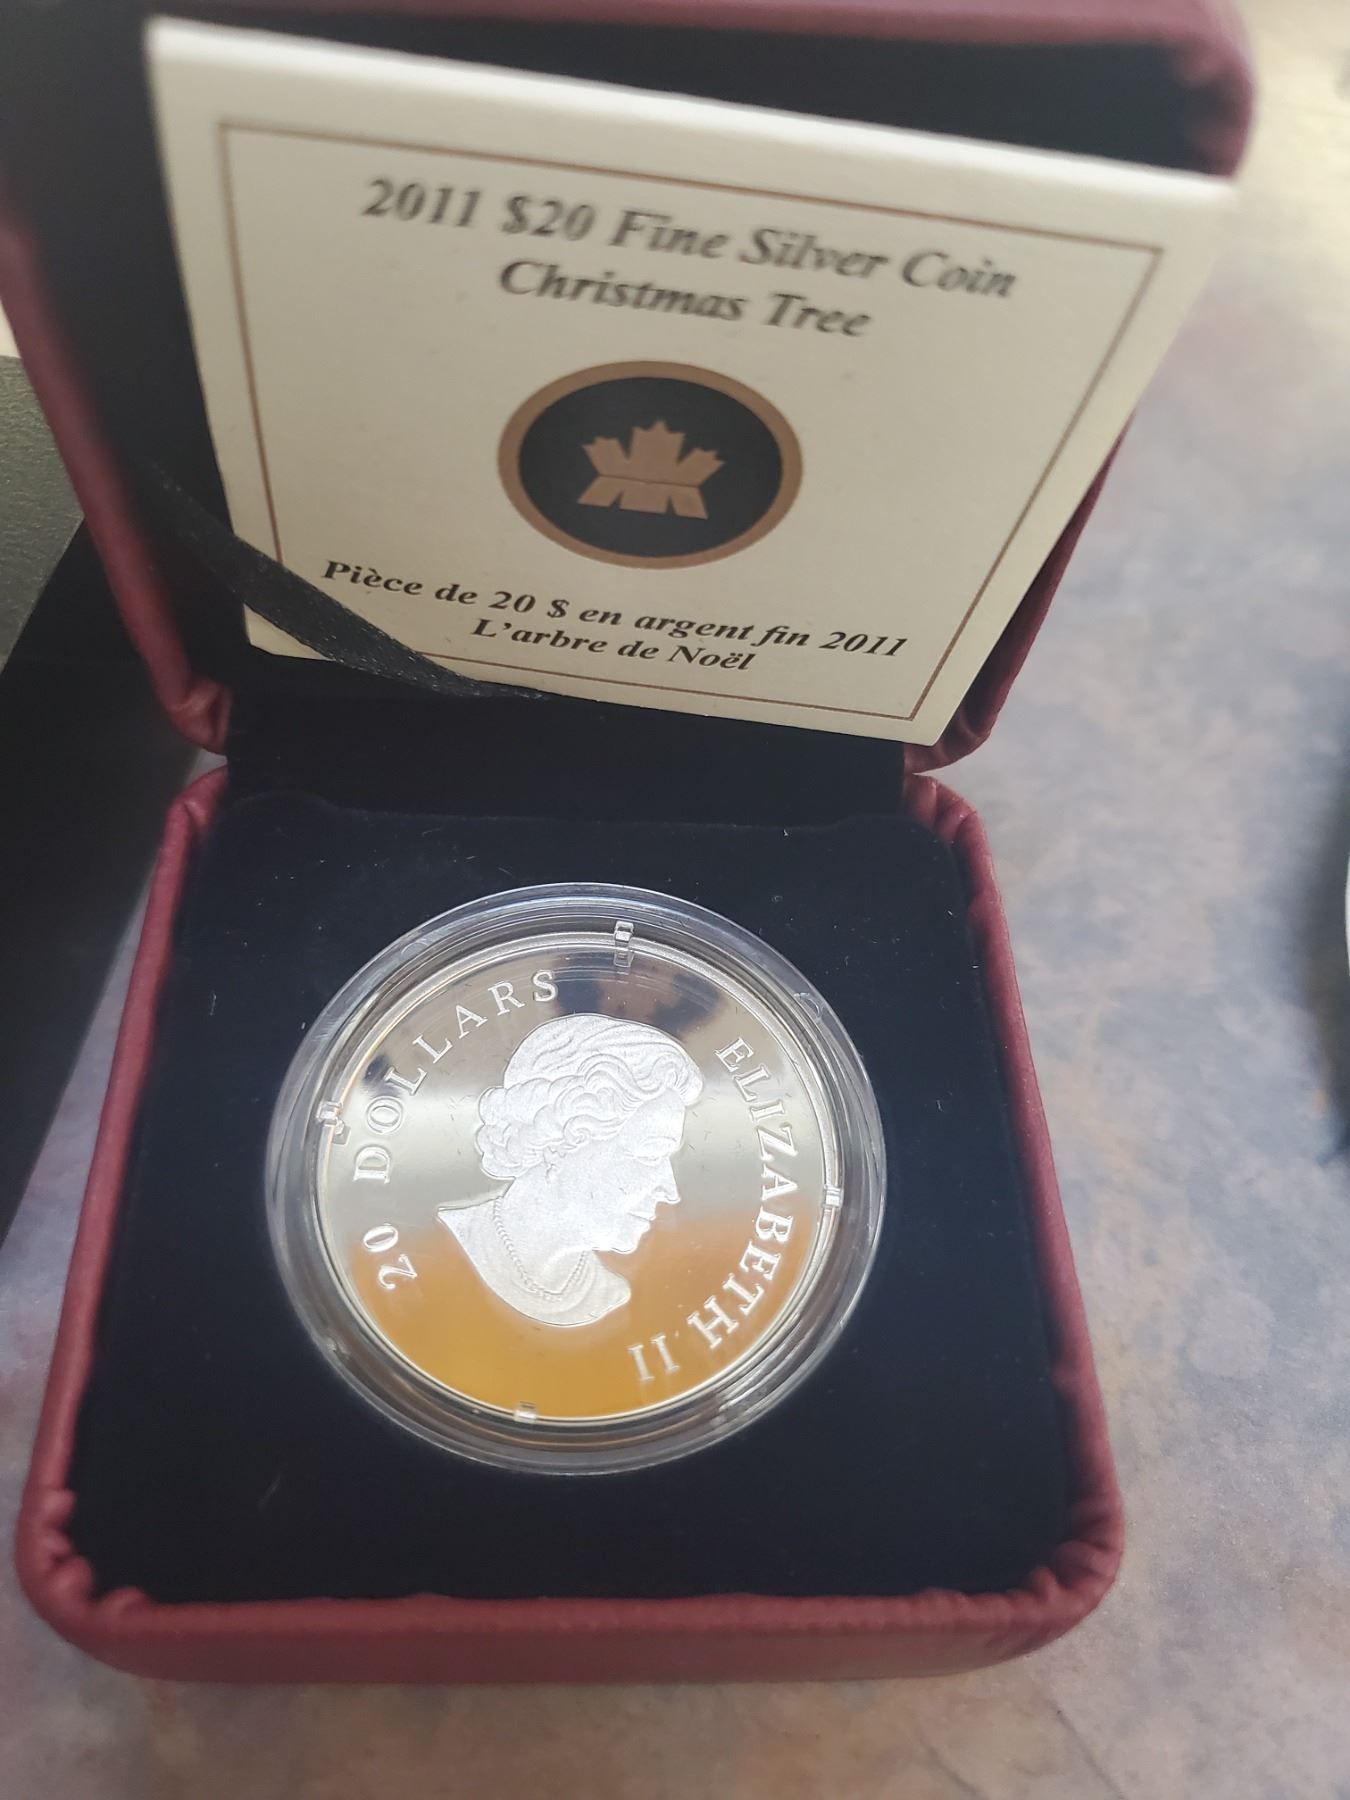 2011 $20 Fine Silver Coin
Christmas Tree
Pièce de 20 $ en argent fin 2011
L'arbre de Noël
20 DOLLARS
ELIZABETH II